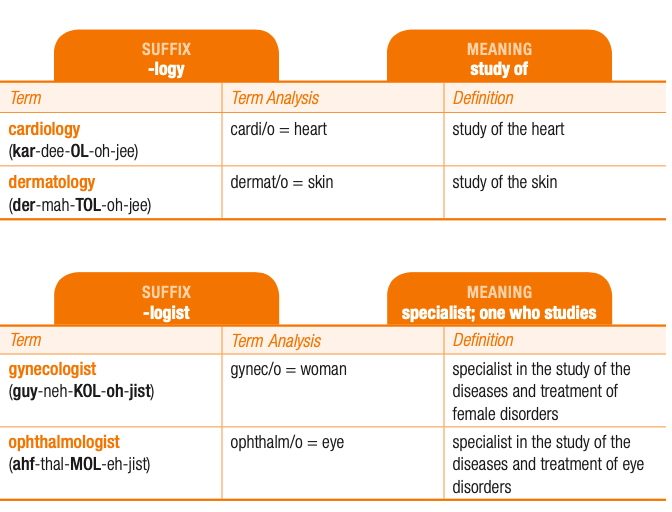 SUFFIX
-logy
MEANING
study of
Term
Term Analysis
Definition
cardiology
(kar-dee-OL-oh-jee)
cardi/o = heart
study of the heart
dermatology
(der-mah-TOL-oh-jee)
dermat/o = skin
study of the skin
SUFFIX
-logist
MEANING
specialist; one who studies
Term
Term Analysis
Definition
gynecologist
(guy-neh-KOL-oh-jist)
gynec/o = woman
specialist in the study of the
diseases and treatment of
female disorders
ophthalmologist
(ahf-thal-MOL-eh-jist)
ophthalm/o = eye
specialist in the study of the
diseases and treatment of eye
disorders